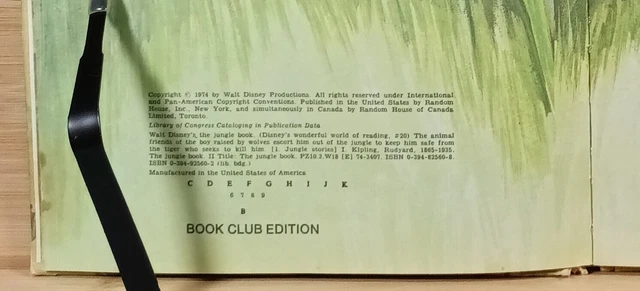 Copyright © 1974 by Walt Disney Productions. All rights reserved under International
and Pan-American Copyright Conventions. Published in the United States by Random
House, Inc., New York, and simultaneously in Canada by Random House of Canada
Limited, Toronto.
Library of Congress Cataloging in Publication Data
Walt Disney's the jungle book. (Disney's wonderful world of reading, #20) The animal
friends of the boy raised by wolves escort him out of the jungle to keep him safe from
the tiger who seeks to kill him [1. Jungle stories] I. Kipling, Rudyard, 1865-1935.
The jungle book. II Title: The jungle book. PZ10.3.W18 [E] 74-2407. ISBN 0-394-82560-8.
ISBN 0-394-92560-2 (lib. bdg.)
Manufactured in the United States of America
C D E F G H I J K
6 7 8 9
B
BOOK CLUB EDITION